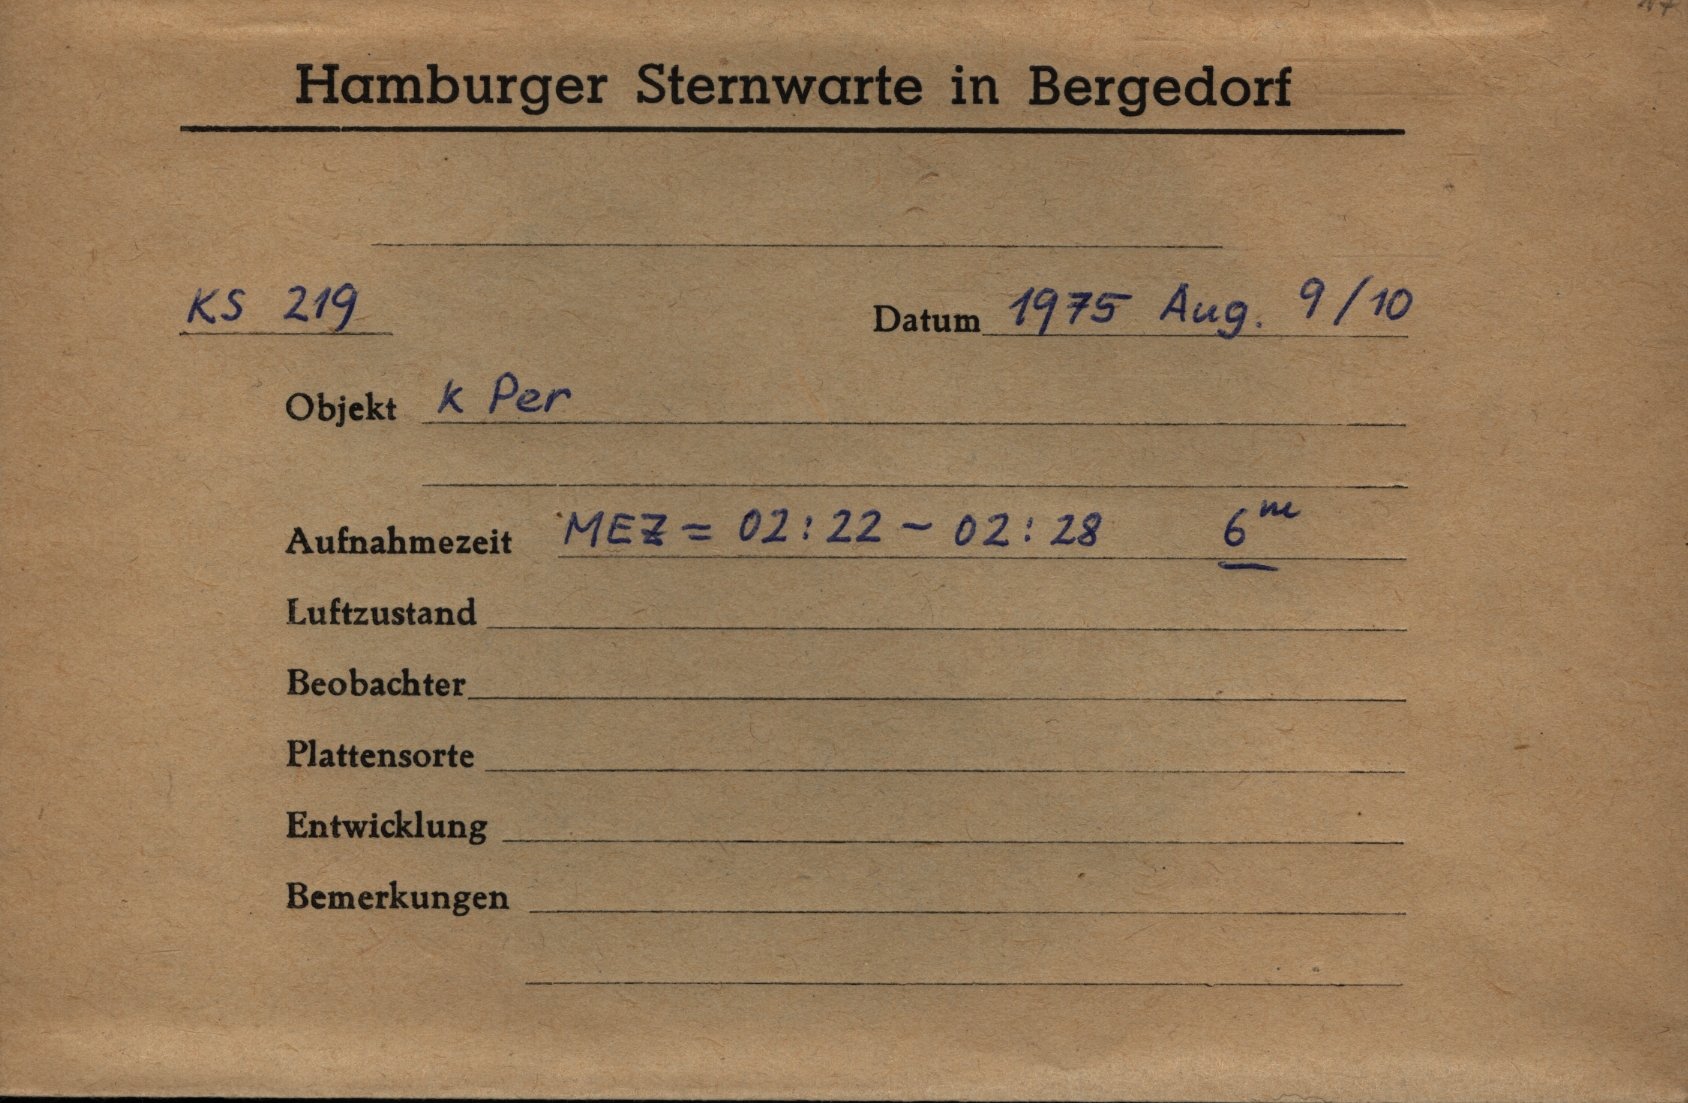 Hamburger Sternwarte in Bergedorf
KS 219
Datum 1975 Aug. 9/10
Objekt k Per
Aufnahmezeit MEZ = 02:22 – 02:28 6ᵐ
Luftzustand
Beobachter
Plattensorte
Entwicklung
Bemerkungen